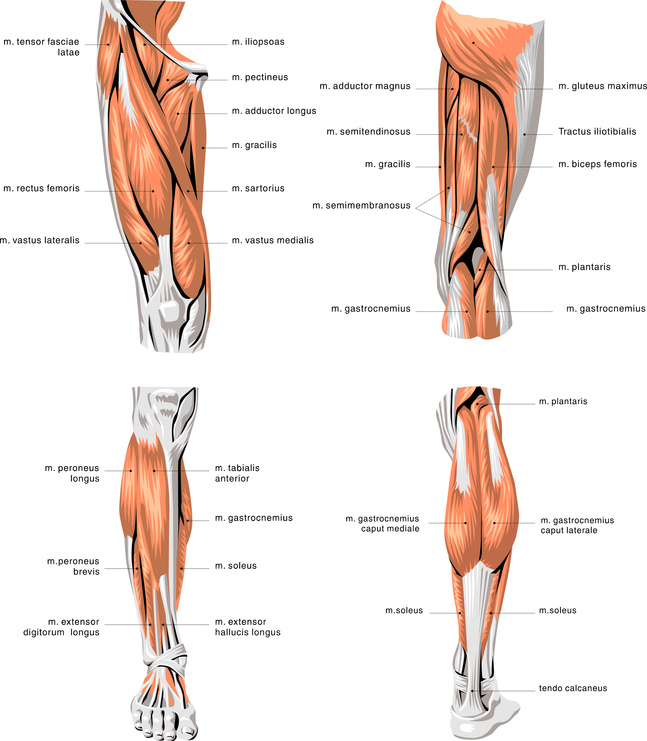 m. tensor fasciae
latae
m. iliopsoas
m. pectineus
m. adductor longus
m. gracilis
m. rectus femoris
m. sartorius
m. vastus lateralis
m. vastus medialis
m. adductor magnus
m. gluteus maximus
m. semitendinosus
Tractus iliotibialis
m. gracilis
m. biceps femoris
m. semimembranosus
m. plantaris
m. gastrocnemius
m. gastrocnemius
m. peroneus
longus
m. tabialis
anterior
m. gastrocnemius
m.peroneus
brevis
m. soleus
m. extensor
digitorum longus
m. extensor
hallucis longus
m. plantaris
m. gastrocnemius
caput mediale
m. gastrocnemius
caput laterale
m.soleus
m.soleus
tendo calcaneus